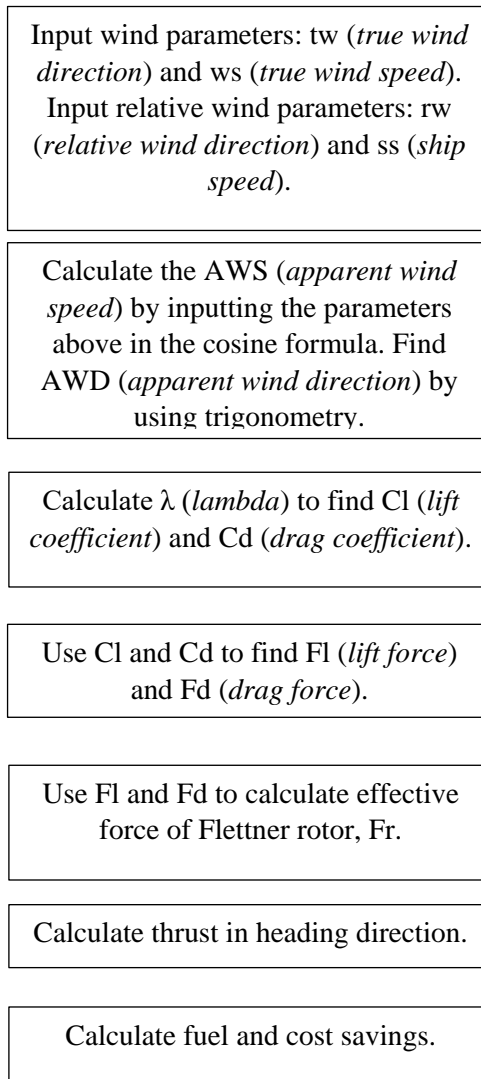 Input wind parameters: tw (true wind
direction) and ws (true wind speed).
Input relative wind parameters: rw
(relative wind direction) and ss (ship
speed).
Calculate the AWS (apparent wind
speed) by inputting the parameters
above in the cosine formula. Find
AWD (apparent wind direction) by
using trigonometry.
Calculate λ (lambda) to find Cl (lift
coefficient) and Cd (drag coefficient).
Use Cl and Cd to find Fl (lift force)
and Fd (drag force).
Use Fl and Fd to calculate effective
force of Flettner rotor, Fr.
Calculate thrust in heading direction.
Calculate fuel and cost savings.